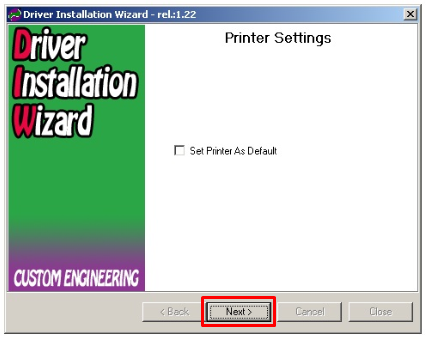 Driver Installation Wizard - rel.:1.22
Driver
Installation
Wizard
Printer Settings
Set Printer As Default
CUSTOM ENGINEERING
< Back
Next >
Cancel
Close